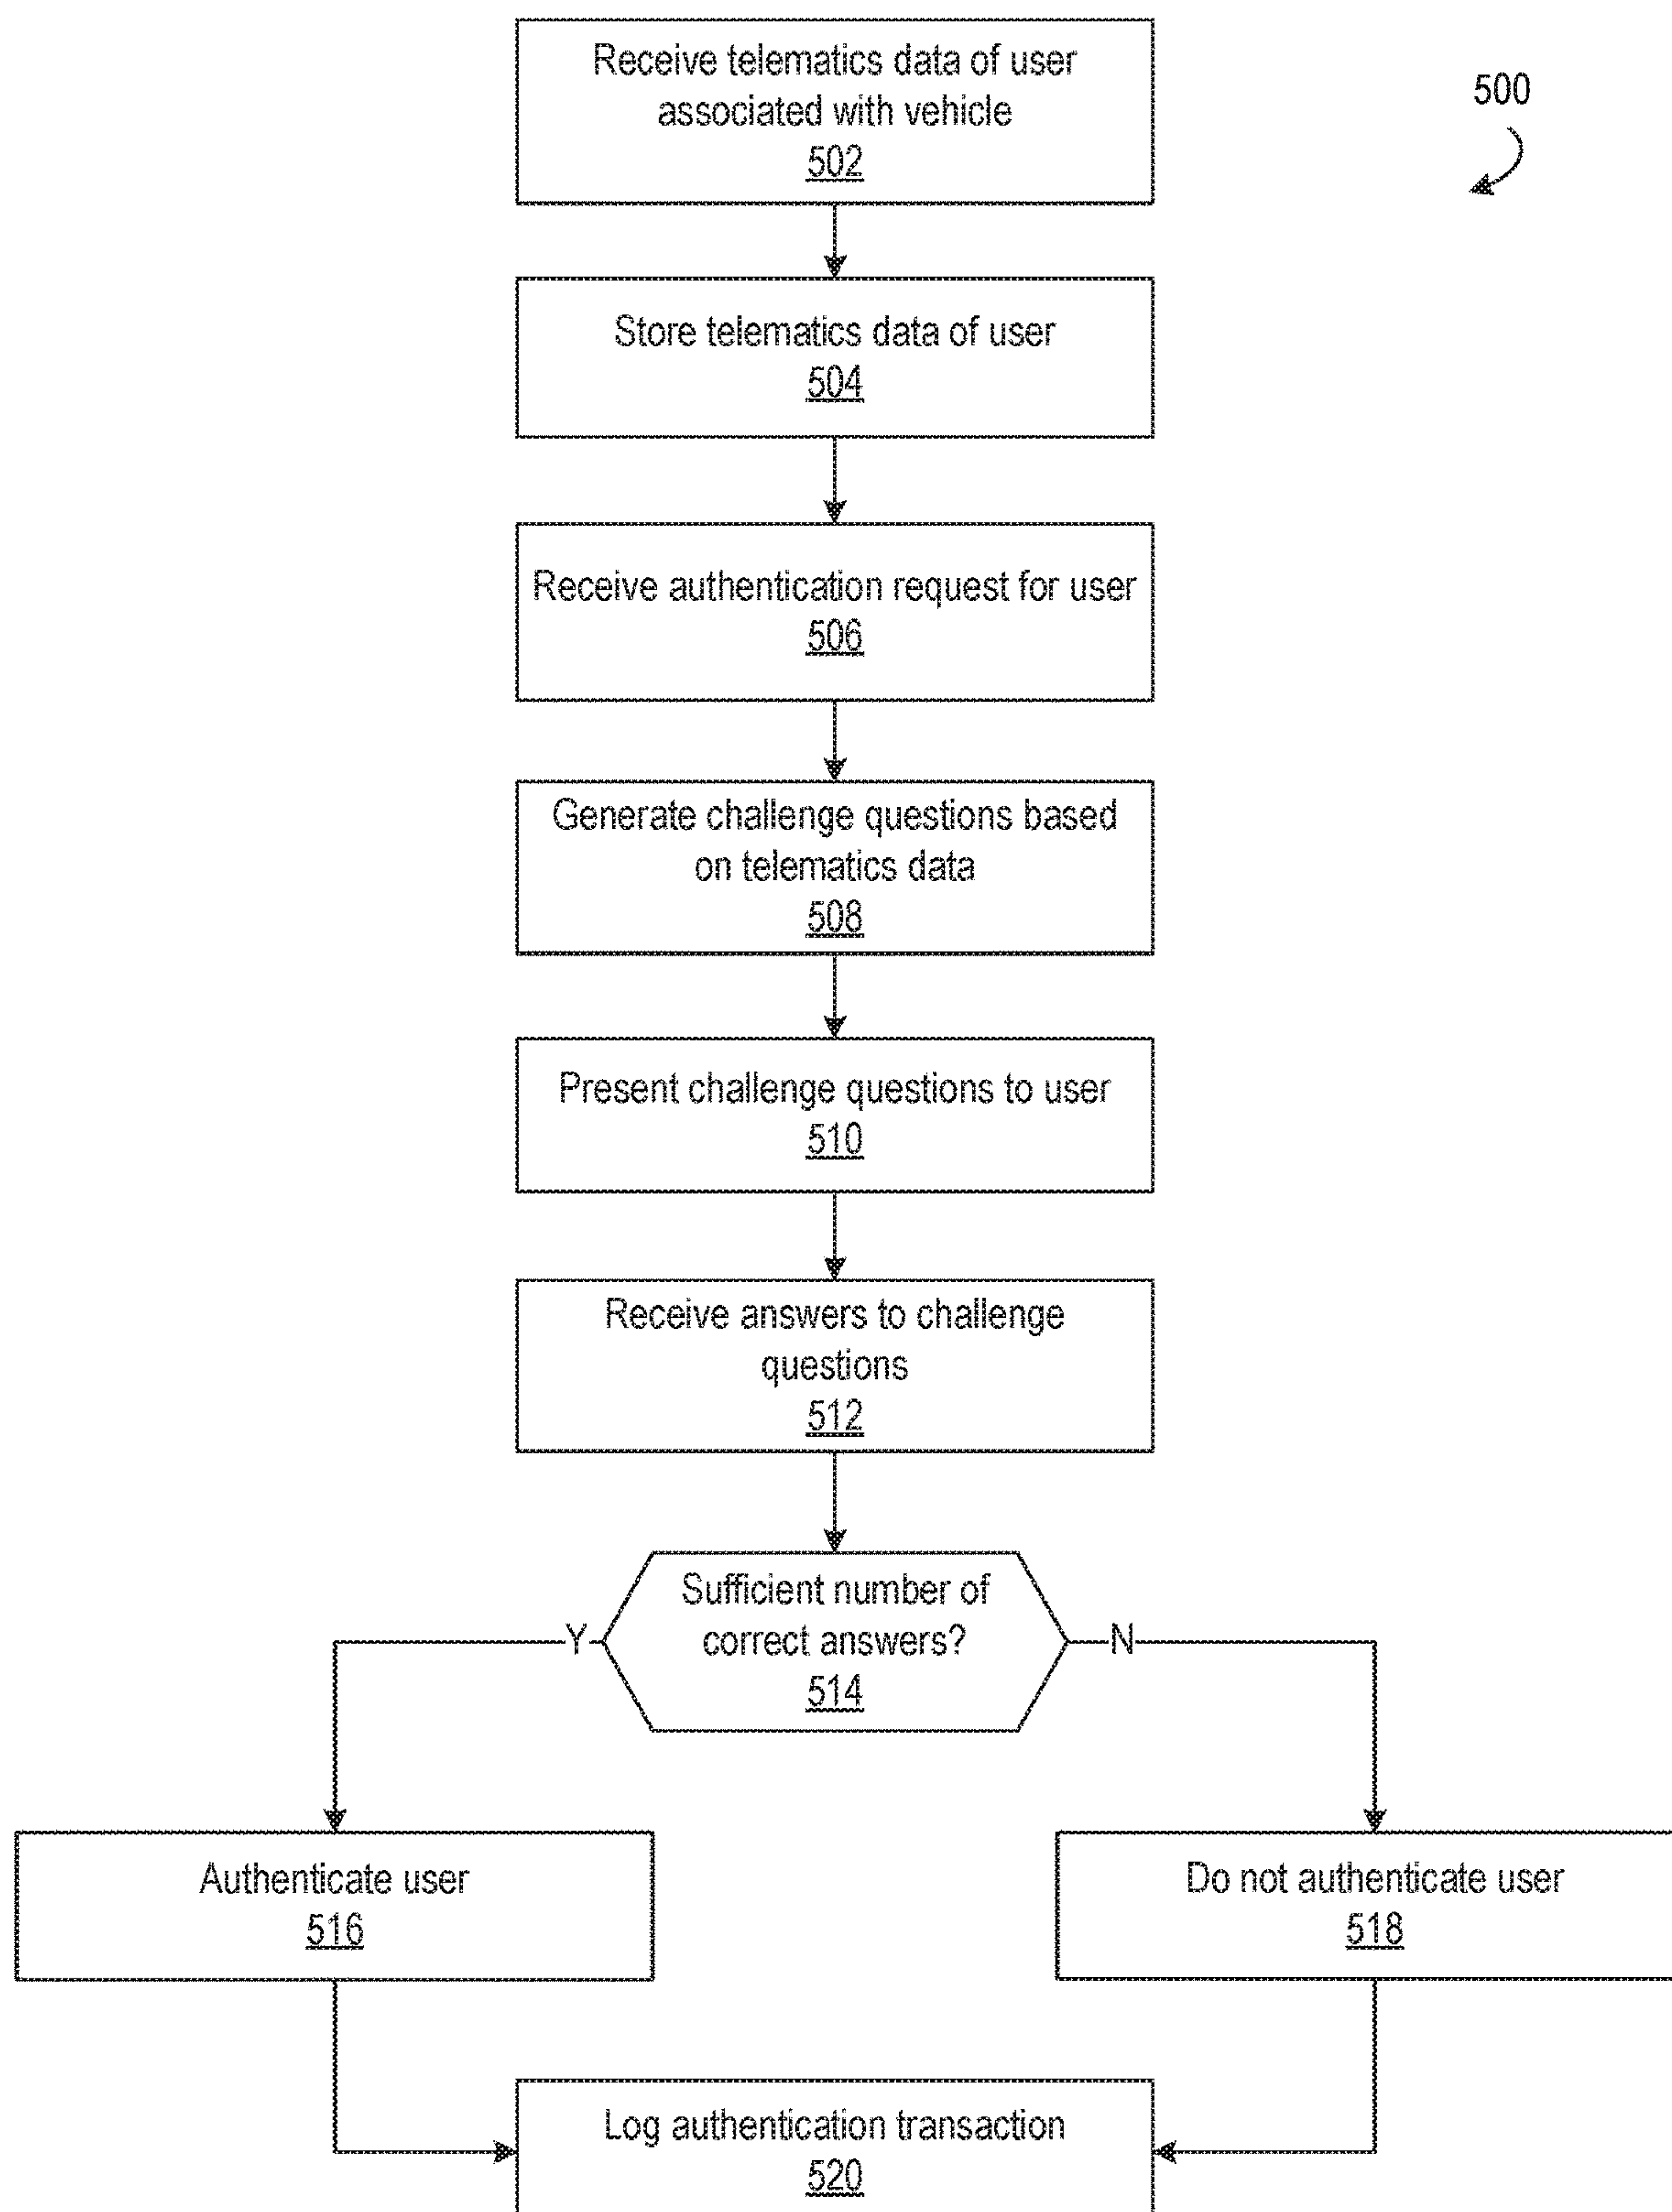 Receive telematics data of user
associated with vehicle
502
500
Store telematics data of user
504
Receive authentication request for user
506
Generate challenge questions based
on telematics data
508
Present challenge questions to user
510
Receive answers to challenge
questions
512
Sufficient number of
correct answers?
514
Y
N
Authenticate user
516
Do not authenticate user
518
Log authentication transaction
520